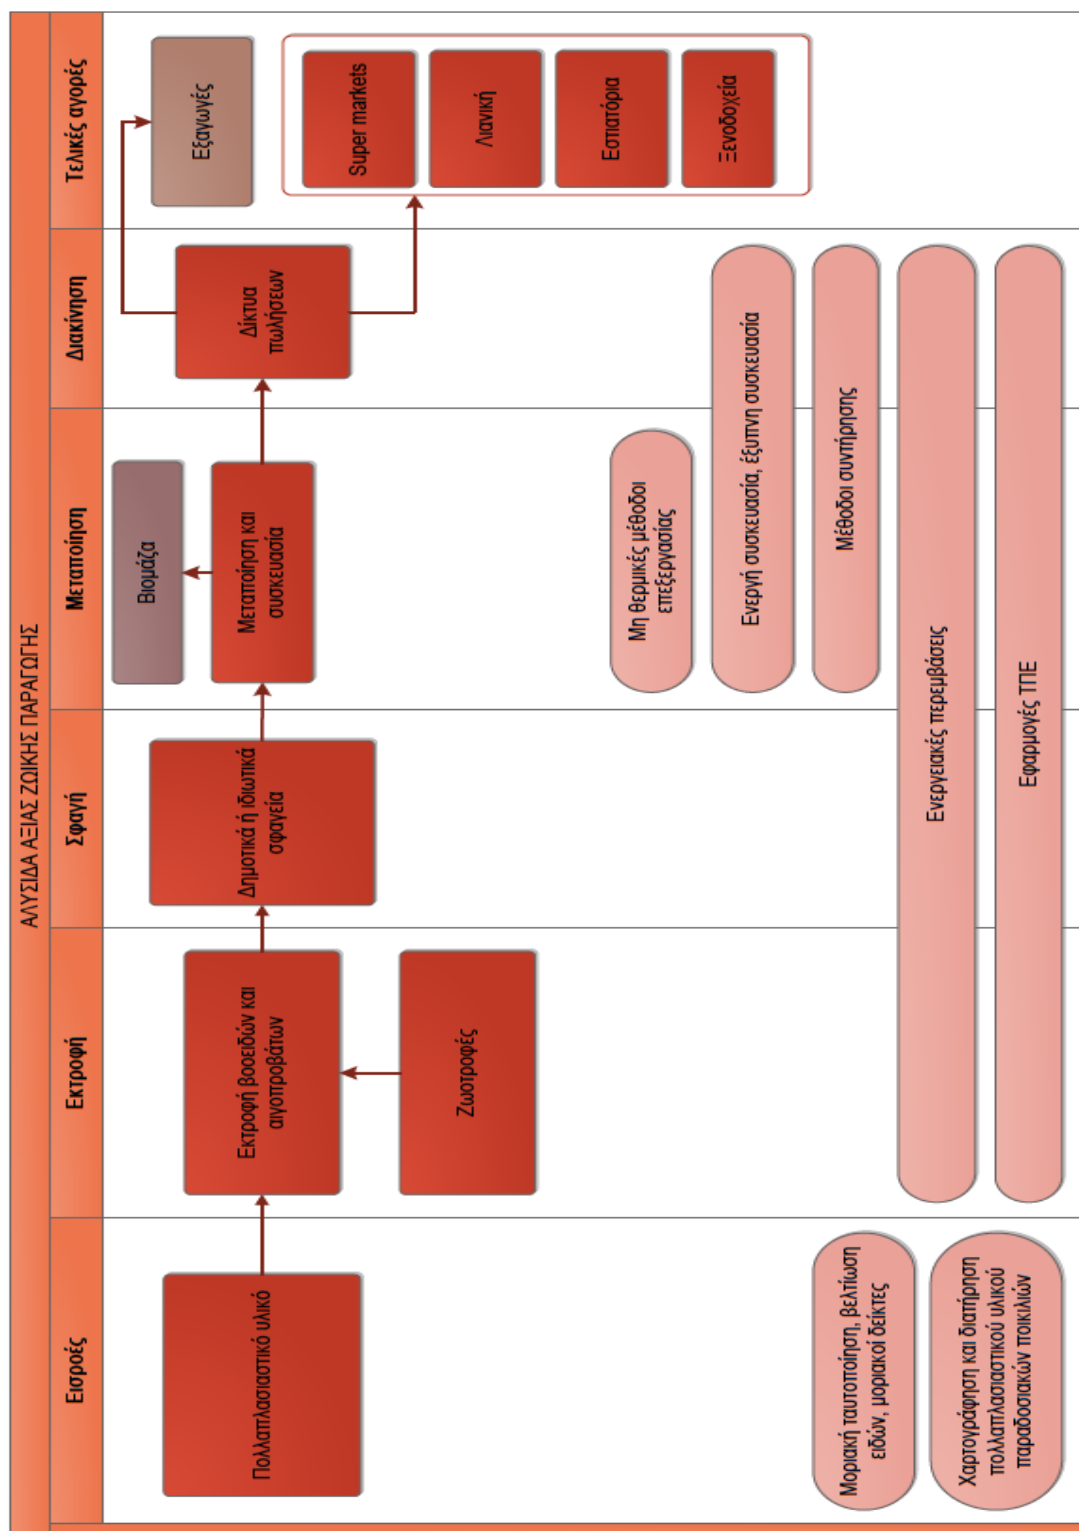 ΑΛΥΣΙΔΑ ΑΞΙΑΣ ΖΩΙΚΗΣ ΠΑΡΑΓΩΓΗΣ
Εισροές
Εκτροφή
Σφαγή
Μεταποίηση
Διακίνηση
Τελικές αγορές
Πολλαπλασιαστικό υλικό
Εκτροφή βοοειδών και
αιγοπροβάτων
Ζωοτροφές
Δημοτικά ή ιδιωτικά
σφαγεία
Βιομάζα
Μεταποίηση και
συσκευασία
Δίκτυα
πωλήσεων
Εξαγωγές
Super markets
Λιανική
Εστιατόρια
Ξενοδοχεία
Μη θερμικές μέθοδοι
επεξεργασίας
Ενεργή συσκευασία, έξυπνη συσκευασία
Μέθοδοι συντήρησης
Ενεργειακές περεμβάσεις
Εφαρμογές ΤΠΕ
Μοριακή ταυτοποίηση, βελτίωση
ειδών, μοριακοί δείκτες
Χαρτογράφηση και διατήρηση
πολλαπλασιαστικού υλικού
παραδοσιακών ποικιλιών